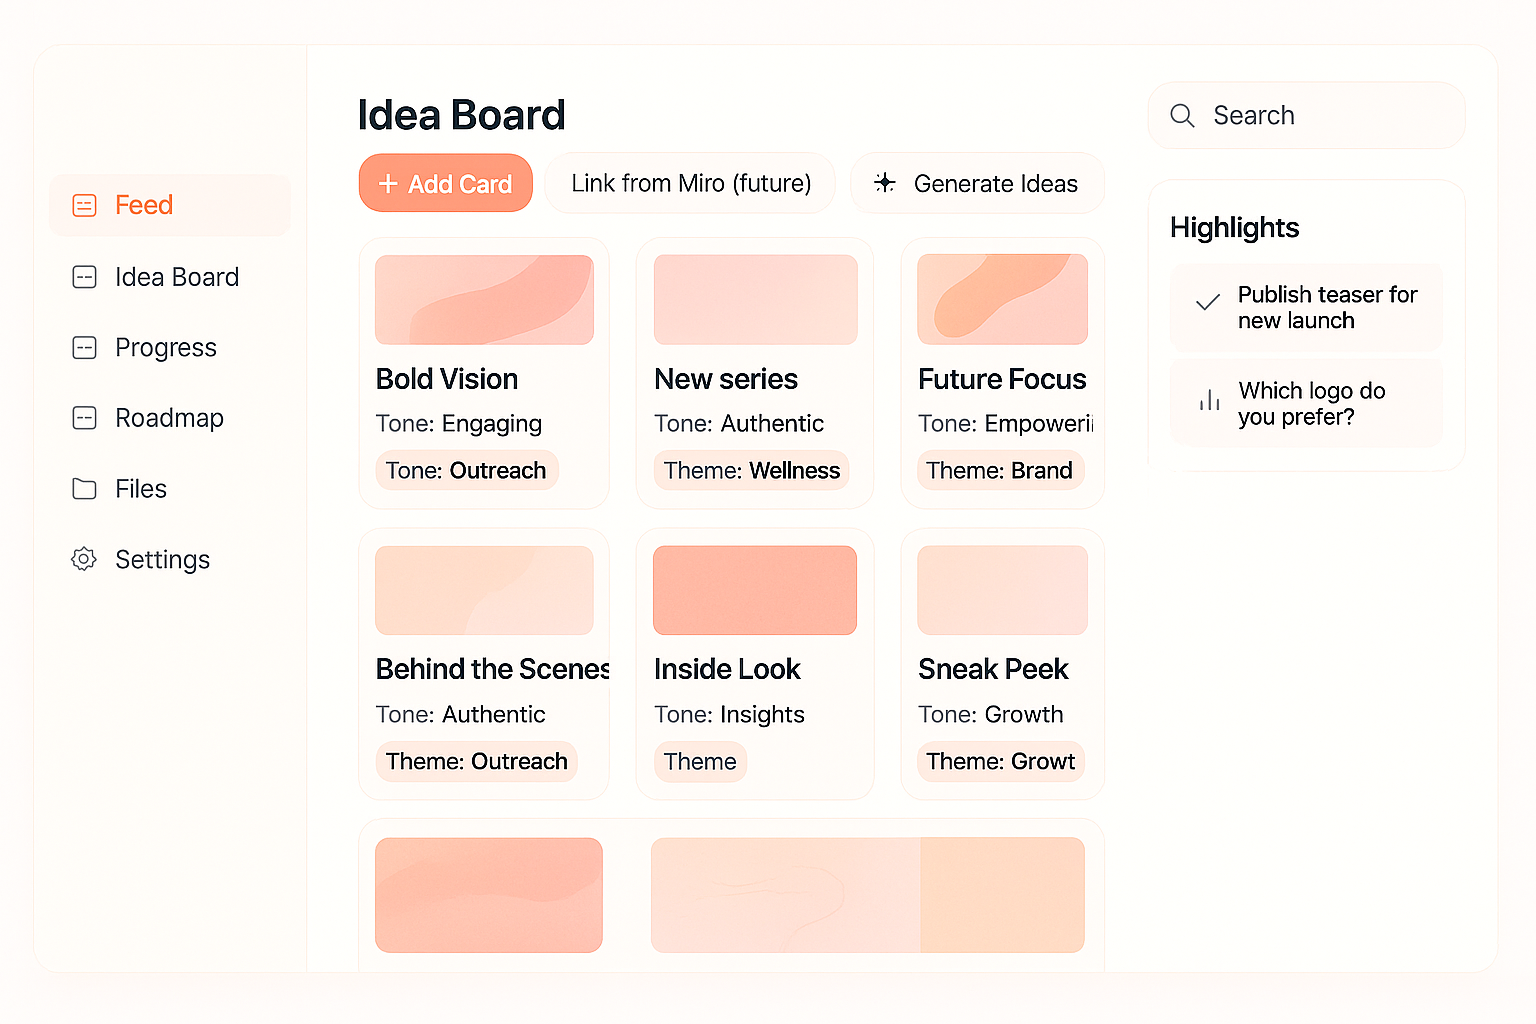 Feed
Idea Board
Progress
Roadmap
Files
Settings
Idea Board
+ Add Card
Link from Miro (future)
Generate Ideas
Bold Vision
Tone: Engaging
Tone: Outreach
New series
Tone: Authentic
Theme: Wellness
Future Focus
Tone: Empoweri
Theme: Brand
Behind the Scenes
Tone: Authentic
Theme: Outreach
Inside Look
Tone: Insights
Theme
Sneak Peek
Tone: Growth
Theme: Growt
Search
Highlights
Publish teaser for
new launch
Which logo do
you prefer?